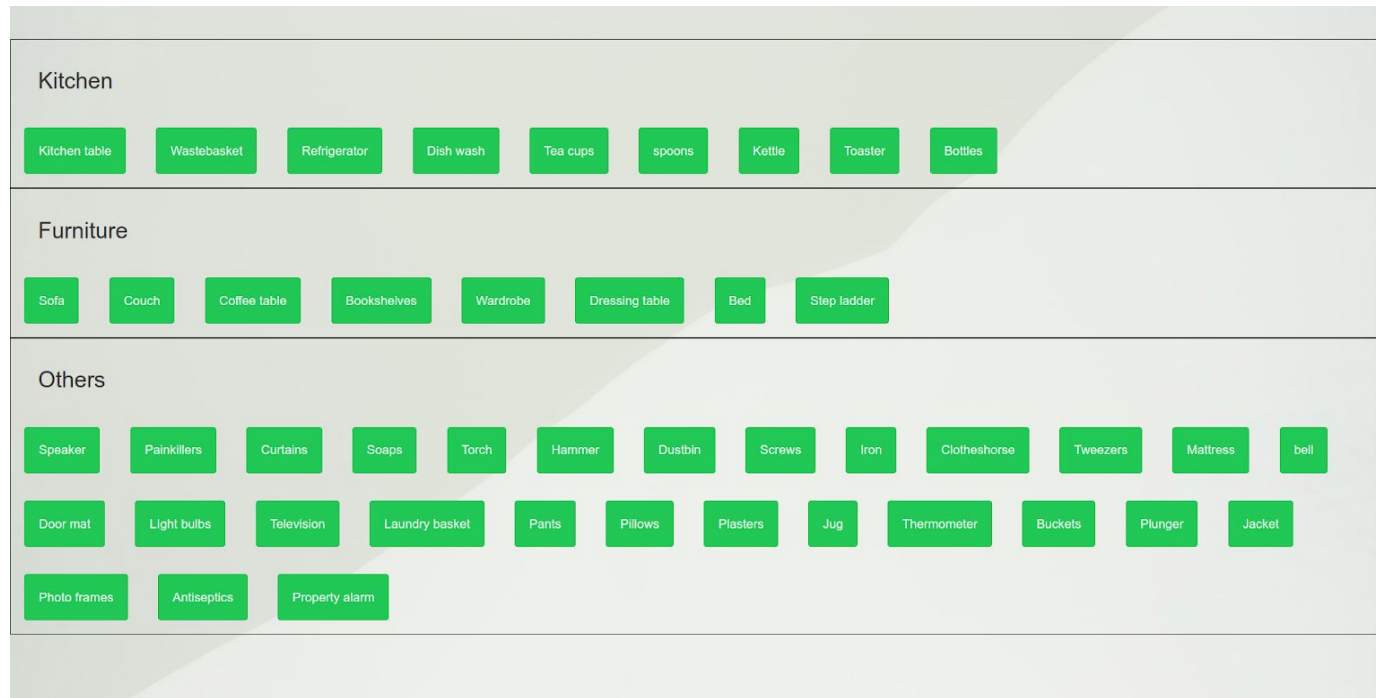 Kitchen
Kitchen table Wastebasket Refrigerator Dish wash Tea cups spoons Kettle Toaster Bottles
Furniture
Sofa Couch Coffee table Bookshelves Wardrobe Dressing table Bed Step ladder
Others
Speaker Painkillers Curtains Soaps Torch Hammer Dustbin Screws Iron Clotheshorse Tweezers Mattress bell
Door mat Light bulbs Television Laundry basket Pants Pillows Plasters Jug Thermometer Buckets Plunger Jacket
Photo frames Antiseptics Property alarm